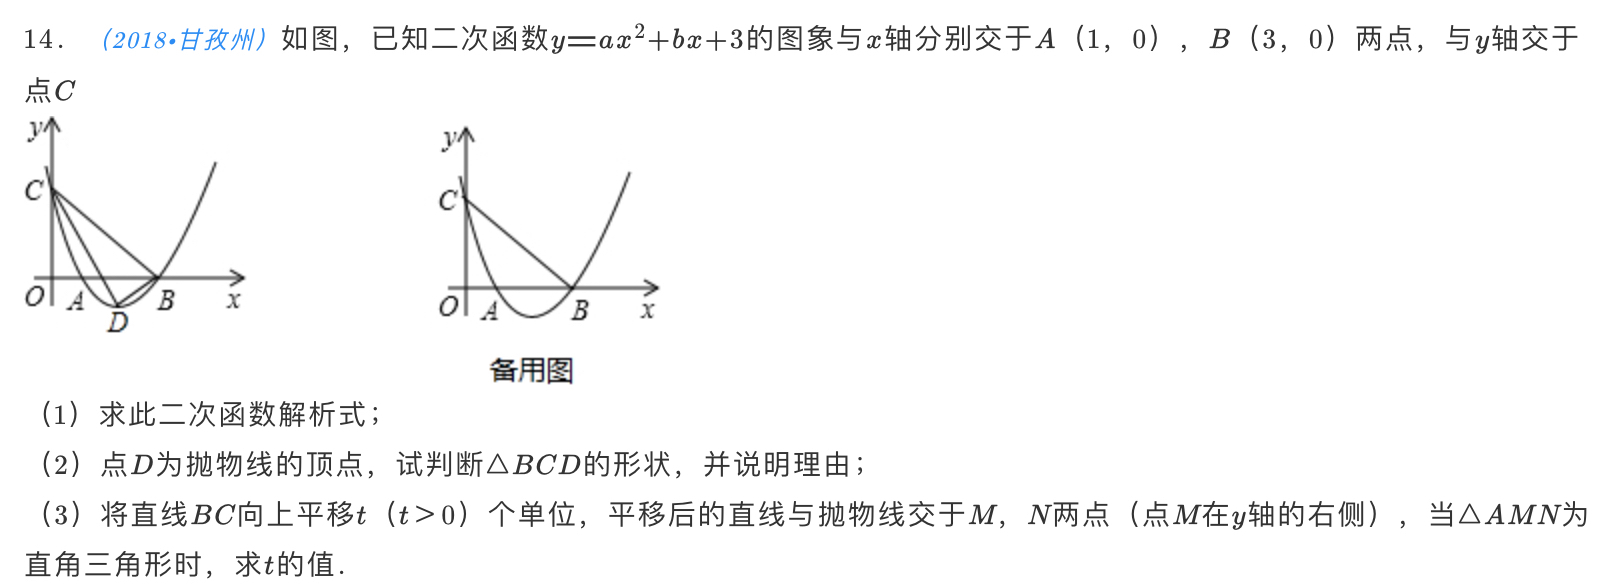 14. （2018•甘孜州）如图，已知二次函数y=ax²+bx+3的图象与x轴分别交于A（1，0），B（3，0）两点，与y轴交于
点C
y C O A D B x
y C O A B x
备用图
（1）求此二次函数解析式；
（2）点D为抛物线的顶点，试判断△BCD的形状，并说明理由；
（3）将直线BC向上平移t（t>0）个单位，平移后的直线与抛物线交于M，N两点（点M在y轴的右侧），当△AMN为
直角三角形时，求t的值．